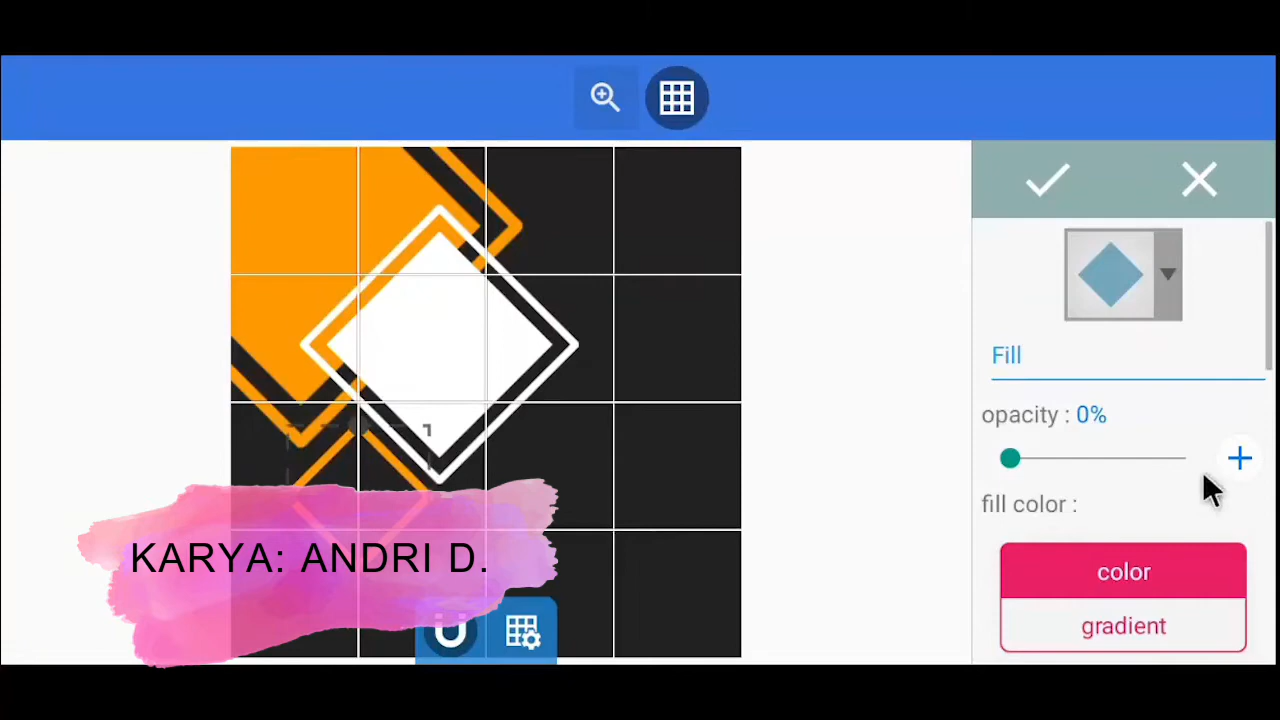 Fill
opacity : 0%
fill color :
color
gradient
KARYA: ANDRI D.